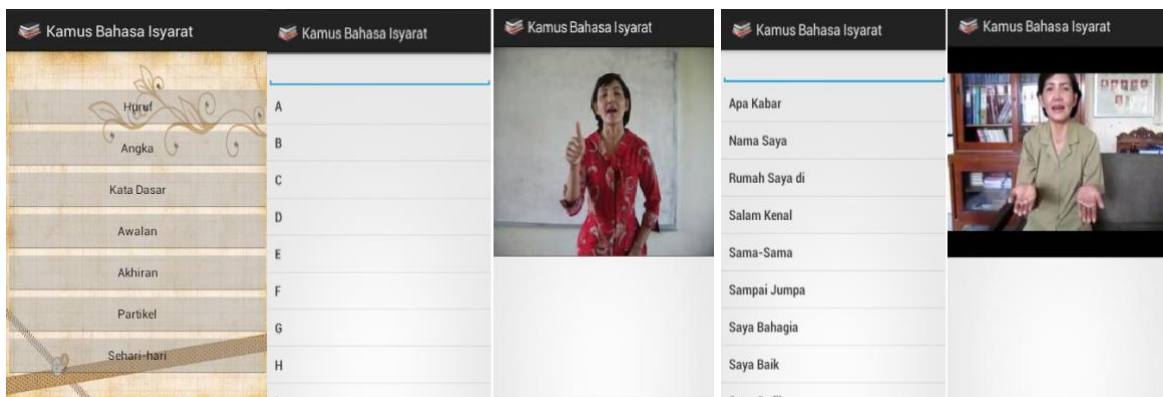 Kamus Bahasa Isyarat
Huruf
Angka
Kata Dasar
Awalan
Akhiran
Partikel
Sehari-hari
Kamus Bahasa Isyarat
A
B
C
D
E
F
G
H
Kamus Bahasa Isyarat
Kamus Bahasa Isyarat
Apa Kabar
Nama Saya
Rumah Saya di
Salam Kenal
Sama-Sama
Sampai Jumpa
Saya Bahagia
Saya Baik
Kamus Bahasa Isyarat